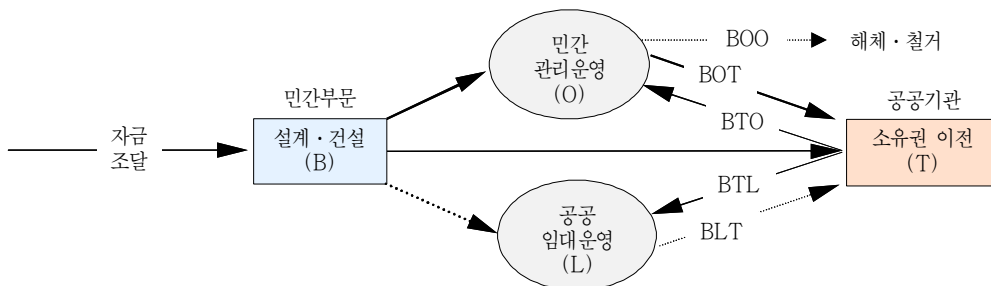 민간
관리운영
(O)
BOO
해체·철거
BOT
BTO
민간부문
공공기관
자금
조달
설계·건설
(B)
소유권 이전
(T)
BTL
공공
임대운영
(L)
BLT